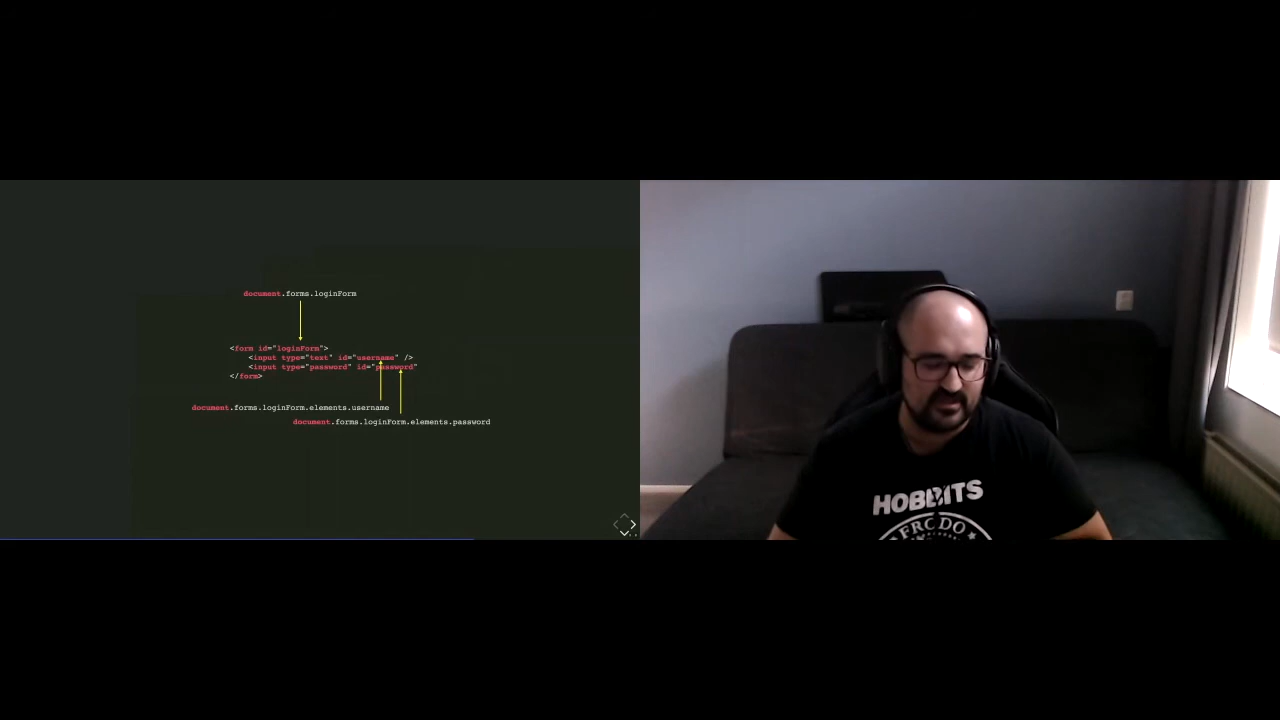 document.forms.loginForm
<form id="loginForm">
<input type="text" id="username" />
<input type="password" id="password"
</form>
document.forms.loginForm.elements.username
document.forms.loginForm.elements.password
HOBBITS
FRODO